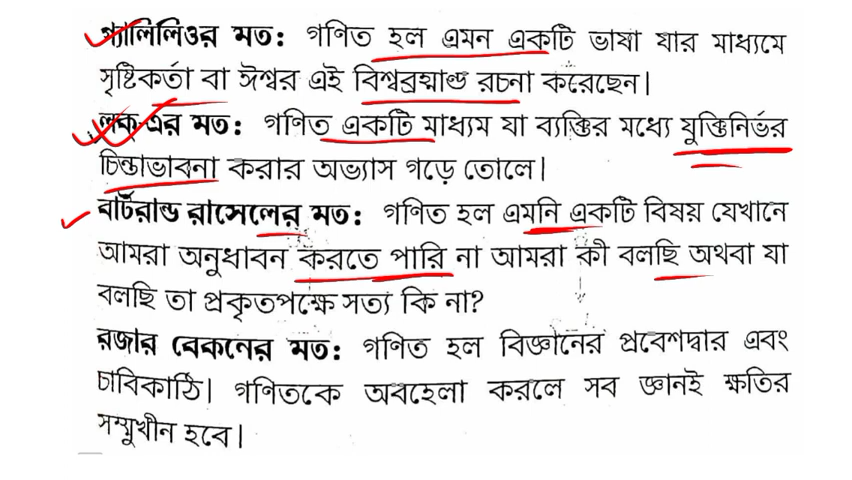 গ্যালিলিওর মত: গণিত হল এমন একটি ভাষা যার মাধ্যমে
সৃষ্টিকর্তা বা ঈশ্বর এই বিশ্বব্রহ্মান্ড রচনা করেছেন।
লক্-এর মত: গণিত একটি মাধ্যম যা ব্যক্তির মধ্যে যুক্তিনির্ভর
চিন্তাভাবনা করার অভ্যাস গড়ে তোলে।
বার্টরান্ড রাসেলের মত: গণিত হল এমনি একটি বিষয় যেখানে
আমরা অনুধাবন করতে পারি না আমরা কী বলছি অথবা যা
বলছি তা প্রকৃতপক্ষে সত্য কি না?
রজার বেকনের মত: গণিত হল বিজ্ঞানের প্রবেশদ্বার এবং
চাবিকাঠি। গণিতকে অবহেলা করলে সব জ্ঞানই ক্ষতির
সম্মুখীন হবে।